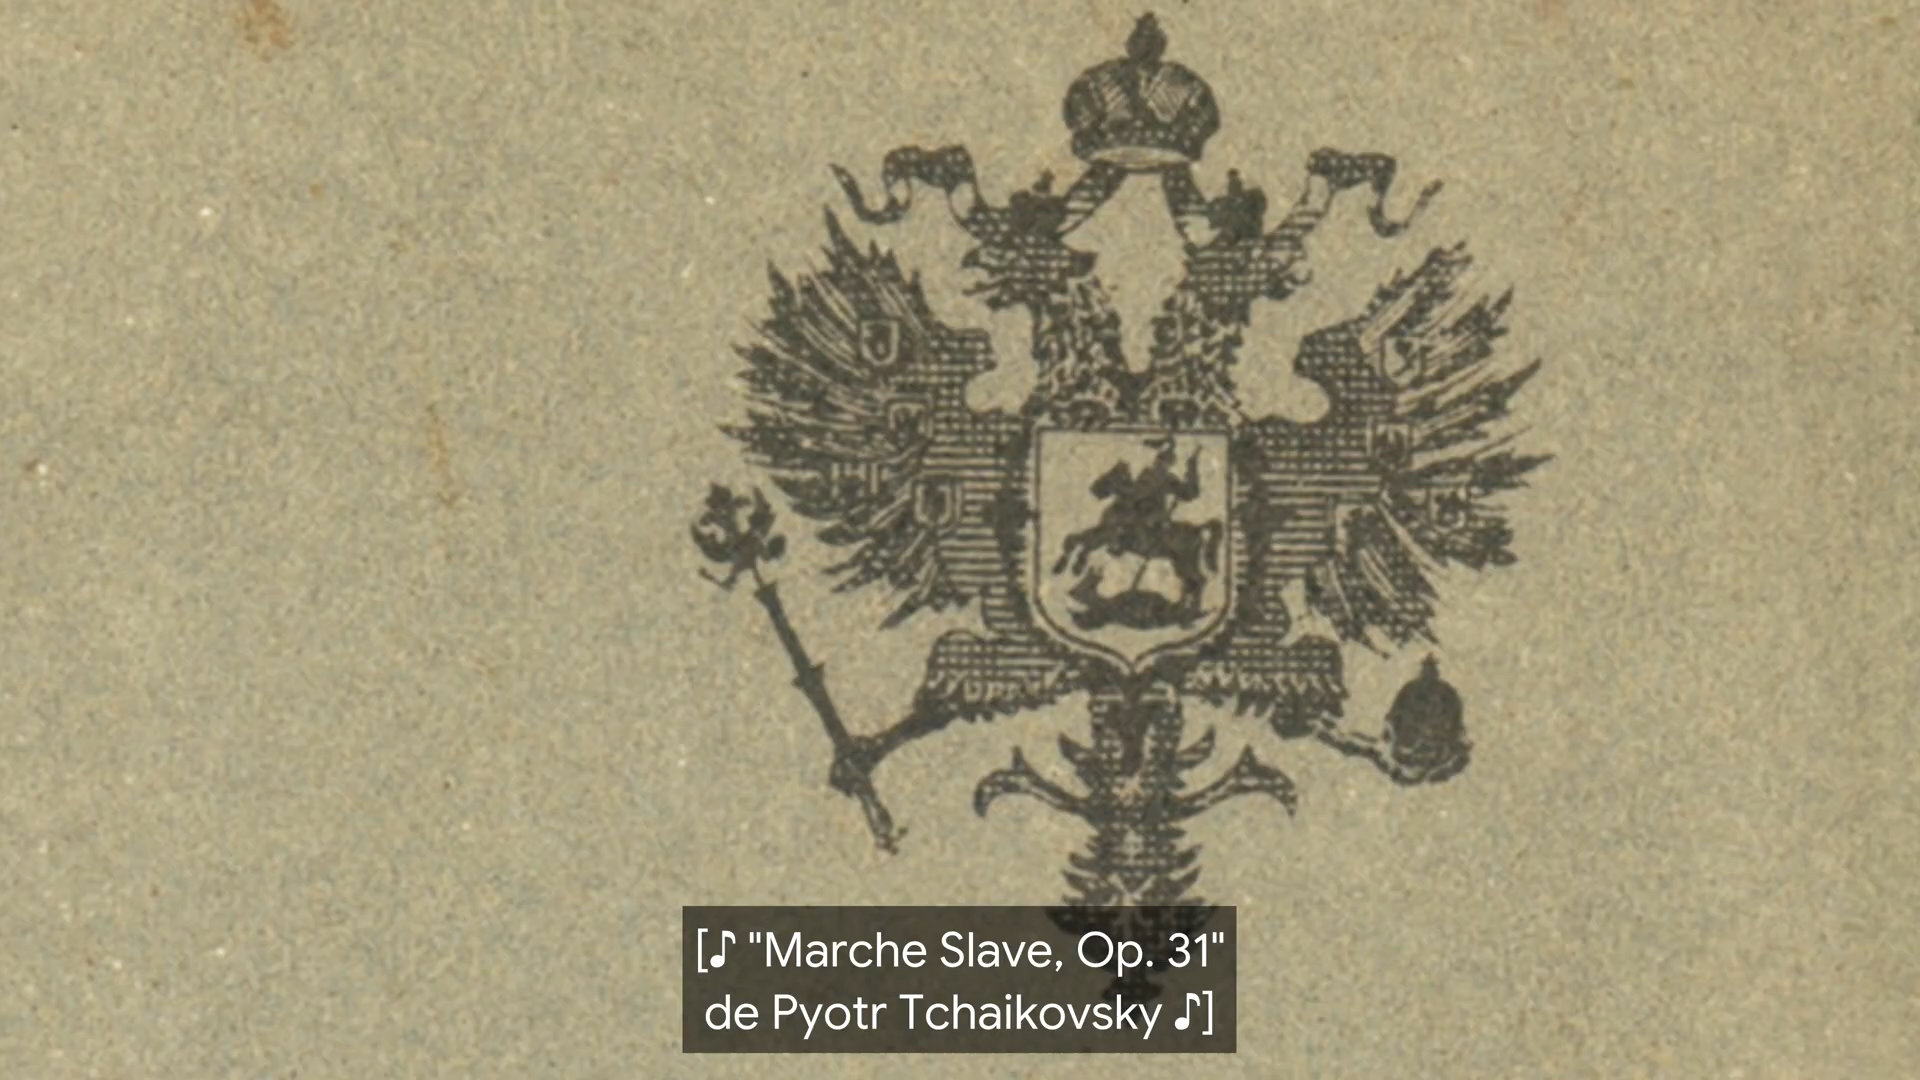 [♪ "Marche Slave, Op. 31"
de Pyotr Tchaikovsky ♪]